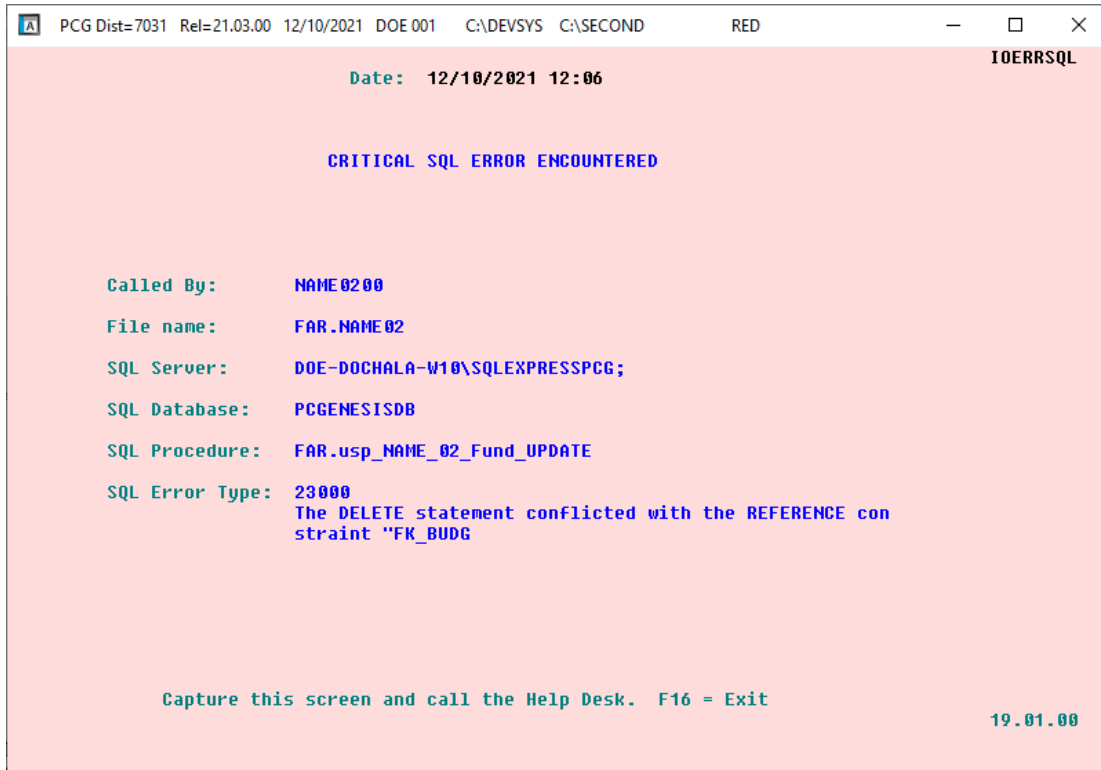 PCG Dist=7031 Rel=21.03.00 12/10/2021 DOE 001 C:\DEVSYS C:\SECOND RED
IOERRSQL
Date: 12/10/2021 12:06
CRITICAL SQL ERROR ENCOUNTERED
Called By: NAME0200
File name: FAR.NAME02
SQL Server: DOE-DOCHALA-W10\SQLEXPRESSPCG;
SQL Database: PCGENESISDB
SQL Procedure: FAR.usp_NAME_02_Fund_UPDATE
SQL Error Type: 23000
The DELETE statement conflicted with the REFERENCE con
straint "FK_BUDG
Capture this screen and call the Help Desk. F16 = Exit
19.01.00